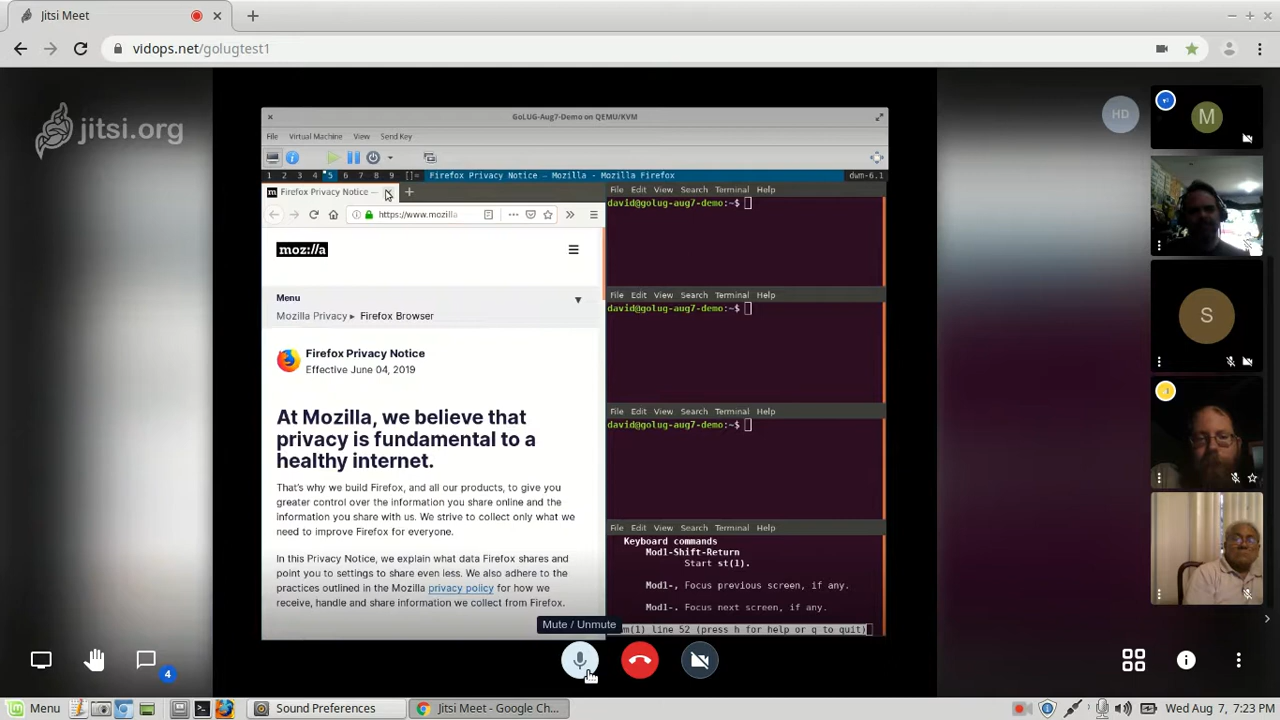 Jitsi Meet
vidops.net/golugtest1
jitsi.org
HD
M
S
GoLUG-Aug7-Demo on QEMU/KVM
File Virtual Machine View Send Key
1 2 3 4 5 6 7 8 9 []= Firefox Privacy Notice — Mozilla - Mozilla Firefox dwm-6.1
Firefox Privacy Notice —
https://www.mozilla
moz://a
Menu
Mozilla Privacy ▸ Firefox Browser
Firefox Privacy Notice
Effective June 04, 2019
At Mozilla, we believe that
privacy is fundamental to a
healthy internet.
That's why we build Firefox, and all our products, to give you
greater control over the information you share online and the
information you share with us. We strive to collect only what we
need to improve Firefox for everyone.
In this Privacy Notice, we explain what data Firefox shares and
point you to settings to share even less. We also adhere to the
practices outlined in the Mozilla privacy policy for how we
receive, handle and share information we collect from Firefox.
File Edit View Search Terminal Help
david@golug-aug7-demo:~$
File Edit View Search Terminal Help
david@golug-aug7-demo:~$
File Edit View Search Terminal Help
david@golug-aug7-demo:~$
File Edit View Search Terminal Help
Keyboard commands
Mod1-Shift-Return
Start st(1).
Mod1-, Focus previous screen, if any.
Mod1-. Focus next screen, if any.
(1) line 52 (press h for help or q to quit)
Mute / Unmute
4
Menu Sound Preferences Jitsi Meet - Google Ch... Wed Aug 7, 7:23 PM